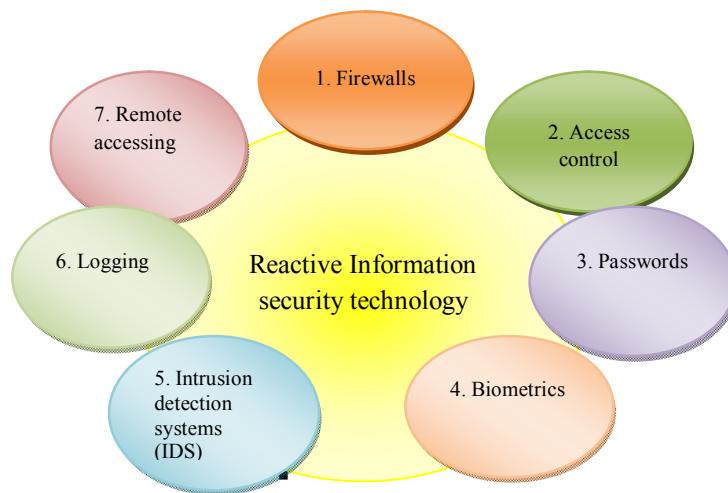 1. Firewalls
2. Access
control
3. Passwords
4. Biometrics
5. Intrusion
detection
systems
(IDS)
6. Logging
7. Remote
accessing
Reactive Information
security technology